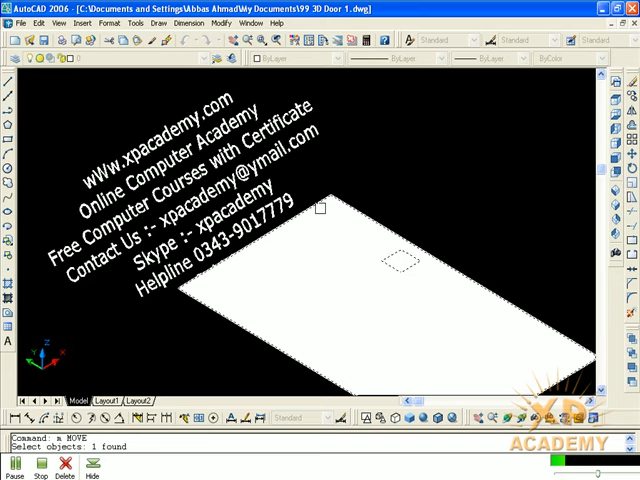 AutoCAD 2006 - [C:\Documents and Settings\Abbas Ahmad\My Documents\99 3D Door 1.dwg]
File Edit View Insert Format Tools Draw Dimension Modify Window Help
Standard Standard Standard
0 ByLayer ByLayer ByLayer ByColor
wWw.xpacademy.com
Online Computer Academy
Free Computer Courses with Certificate
Contact Us :- xpacademy@ymail.com
Skype :- xpacademy
Helpline 0343-9017779
Z
Y X
Model Layout1 Layout2
Standard
Command: m MOVE
Select objects: 1 found
XP
ACADEMY
Pause Stop Delete Hide